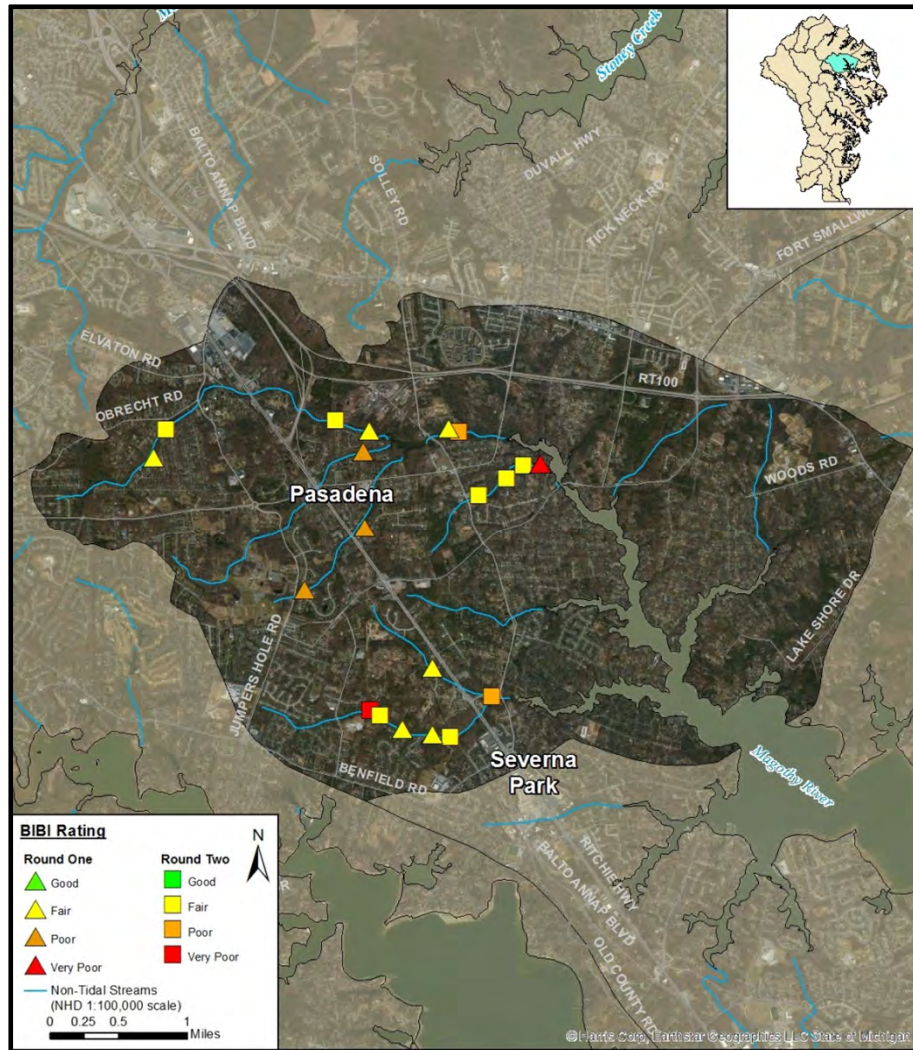 Stoney Creek
BALTO ANNAP BLVD
SOLLEY RD
DUVALL HWY
TICK NECK RD
FORT SMALLWO
ELVATON RD
OBRECHT RD
RT100
WOODS RD
Pasadena
LAKE SHORE DR
JUMPERS HOLE RD
Severna
Park
BENFIELD RD
Magothy River
RITCHIE HWY
BALTO ANNAP BLVD
OLD COUNTY RD
BIBI Rating
N
Round One
Round Two
Good
Good
Fair
Fair
Poor
Poor
Very Poor
Very Poor
Non-Tidal Streams
(NHD 1:100,000 scale)
0 0.25 0.5 1
Miles
© Harris Corp, Earthstar Geographics LLC State of Michigan